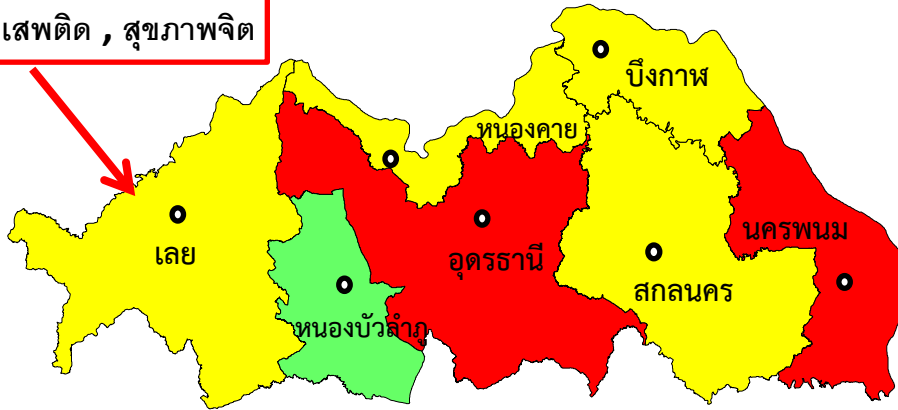 เสพติด , สุขภาพจิต
บึงกาฬ
หนองคาย
นครพนม
เลย
อุดรธานี
สกลนคร
หนองบัวลำภู